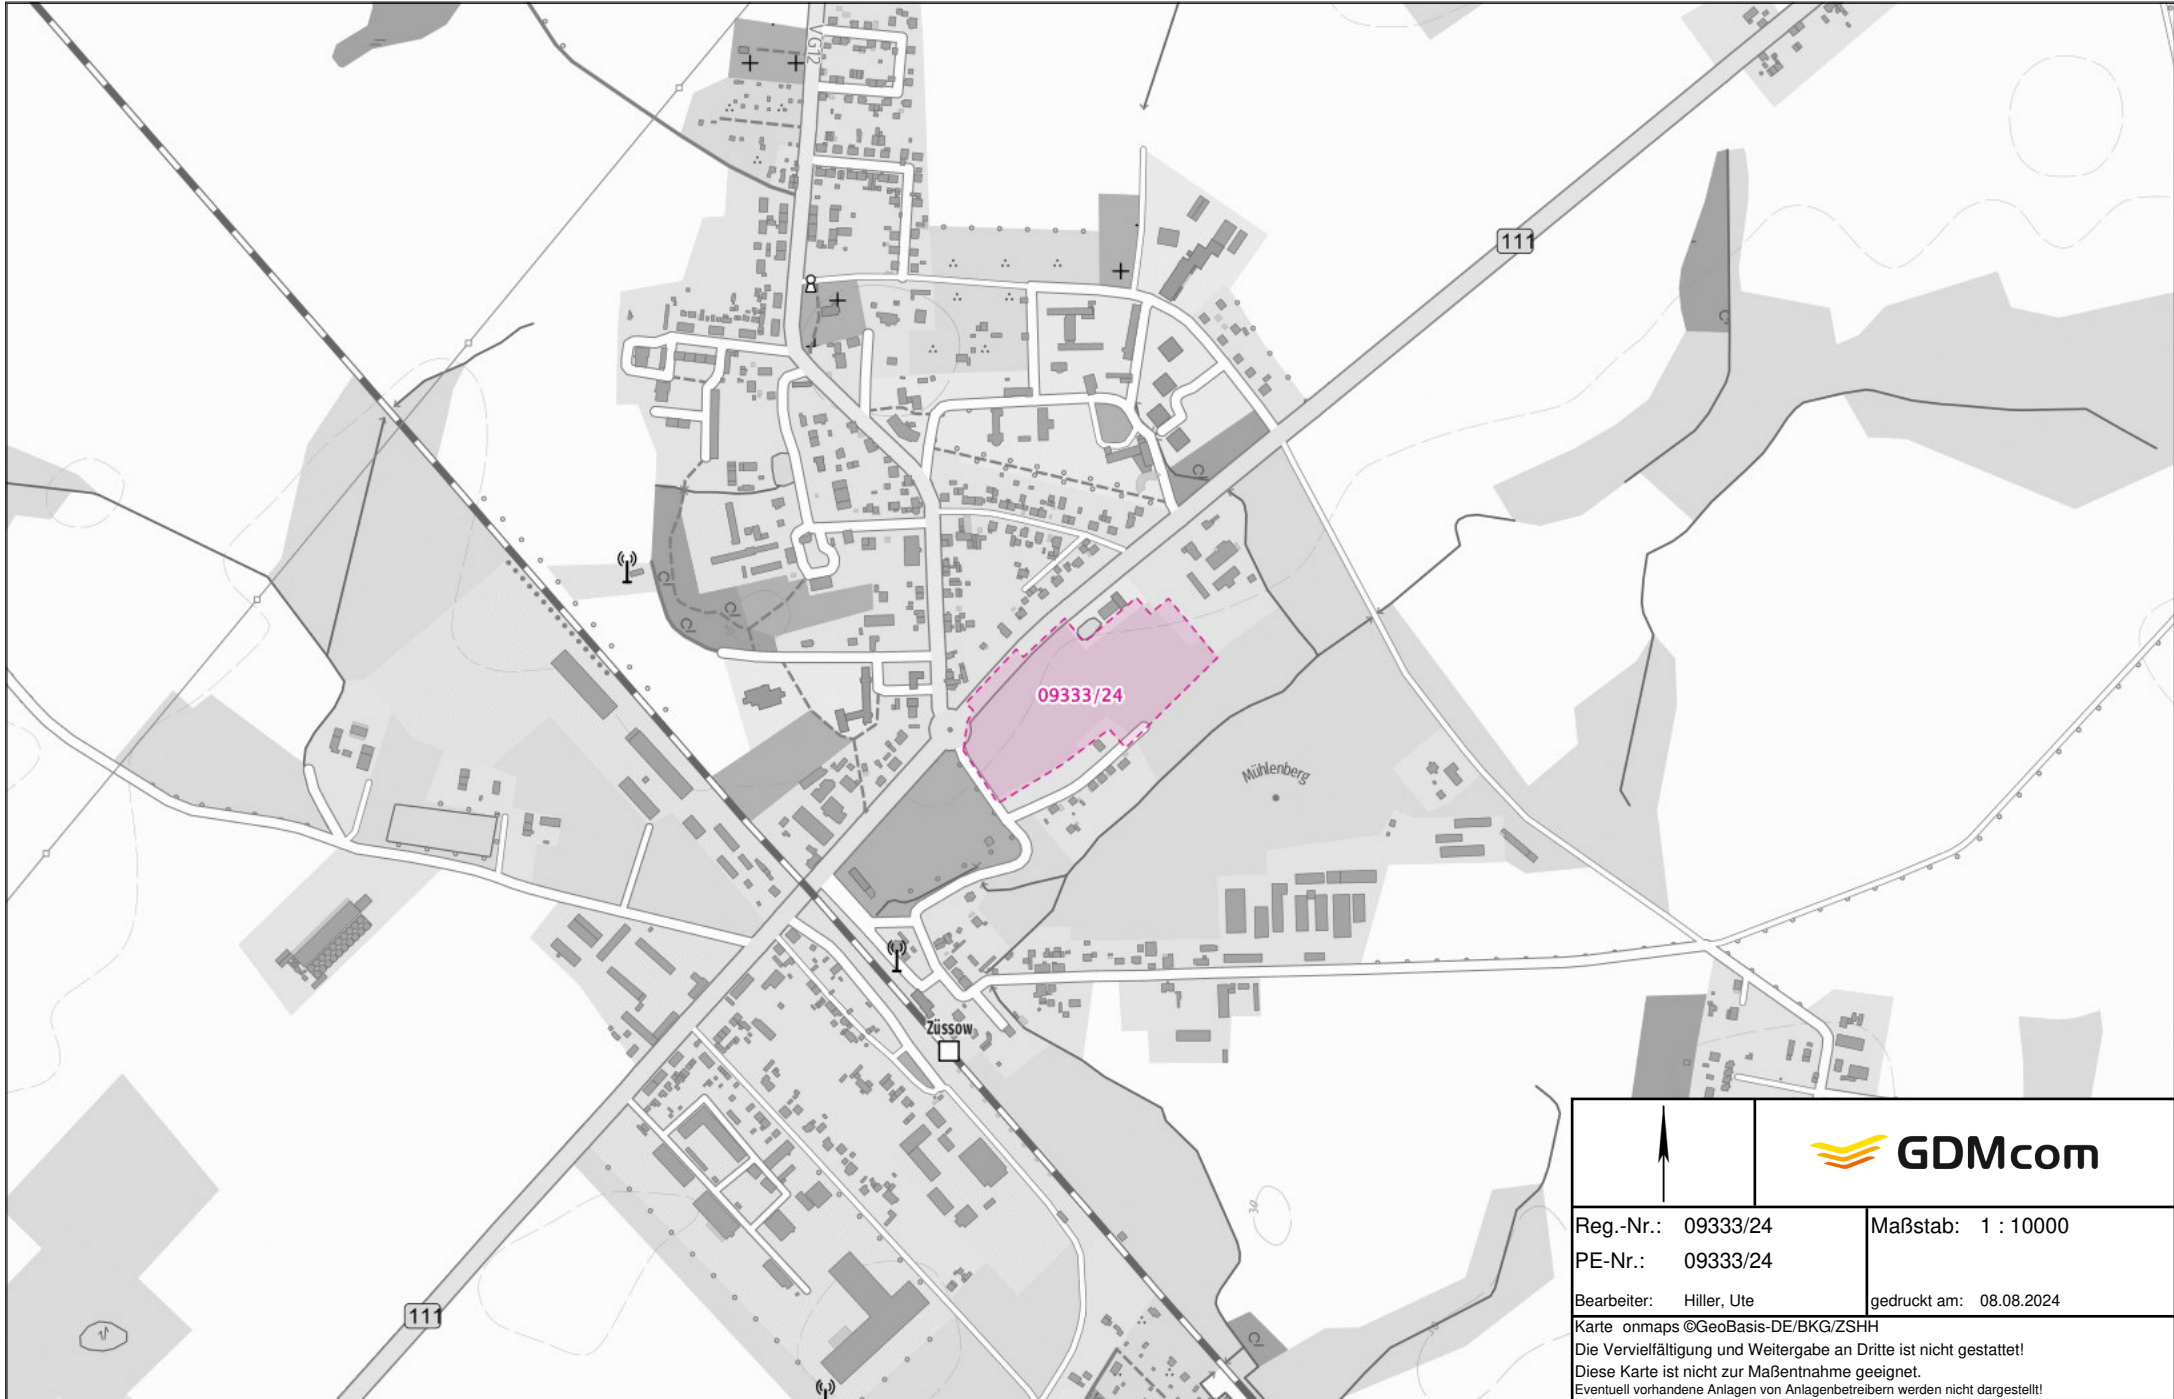 VG12
111
09333/24
Mühlenberg
Züssow
30
30
111
GDMcom
Reg.-Nr.: 09333/24
Maßstab: 1 : 10000
PE-Nr.: 09333/24
Bearbeiter: Hiller, Ute
gedruckt am: 08.08.2024
Karte onmaps ©GeoBasis-DE/BKG/ZSHH
Die Vervielfältigung und Weitergabe an Dritte ist nicht gestattet!
Diese Karte ist nicht zur Maßentnahme geeignet.
Eventuell vorhandene Anlagen von Anlagenbetreibern werden nicht dargestellt!